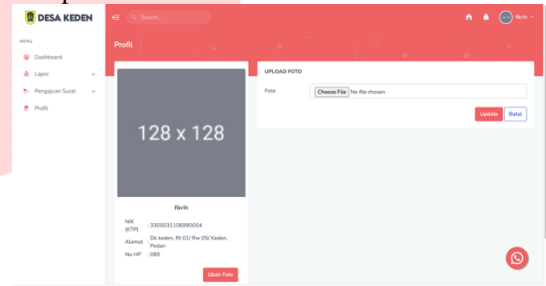 DESA KEDEN
Search...
fikrih
MENU
Dashboard
Lapor
Pengajuan Surat
Profil
Profil
128 x 128
fikrih
NIK (KTP) : 3305031106990004
Alamat : Dk keden, Rt 01/ Rw 05/ Keden, Pedan
No HP : 089
Ubah Foto
UPLOAD FOTO
Foto
Choose File No file chosen
Update
Batal